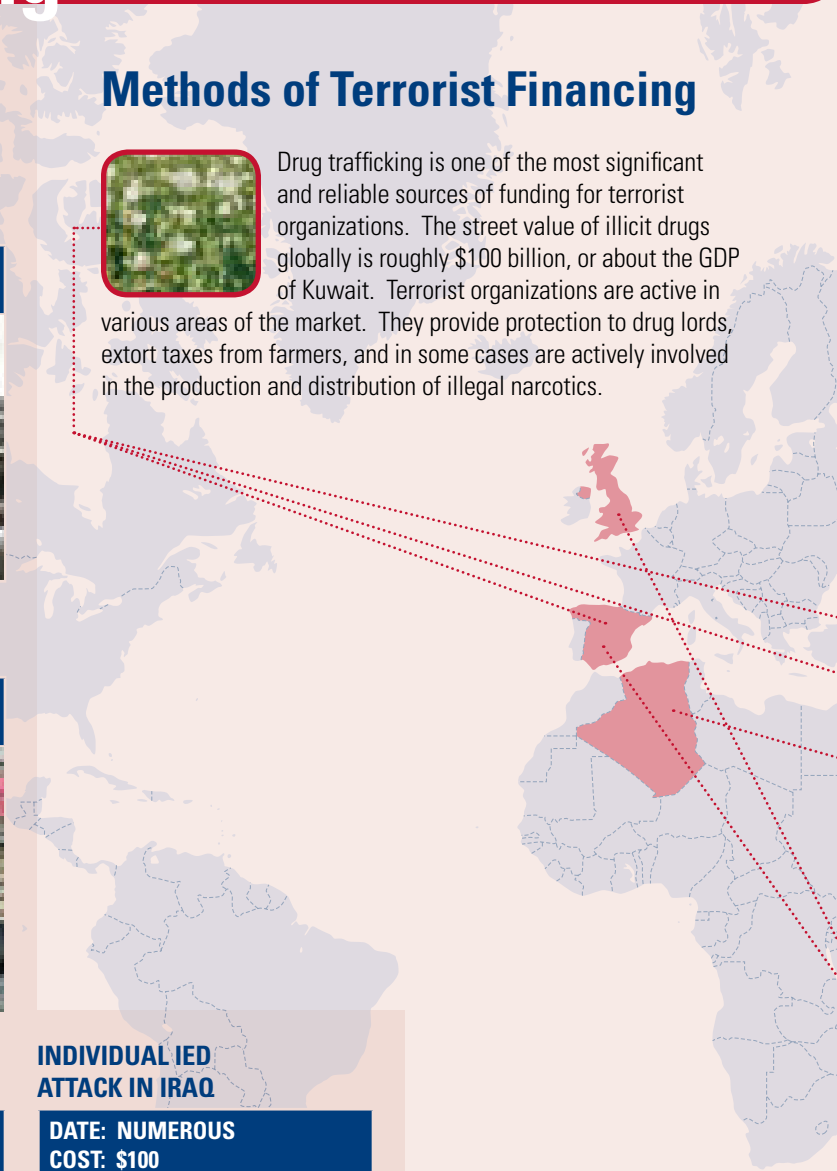 Methods of Terrorist Financing
Drug trafficking is one of the most significant
and reliable sources of funding for terrorist
organizations. The street value of illicit drugs
globally is roughly $100 billion, or about the GDP
of Kuwait. Terrorist organizations are active in
various areas of the market. They provide protection to drug lords,
extort taxes from farmers, and in some cases are actively involved
in the production and distribution of illegal narcotics.
INDIVIDUAL IED
ATTACK IN IRAQ
DATE: NUMEROUS
COST: $100